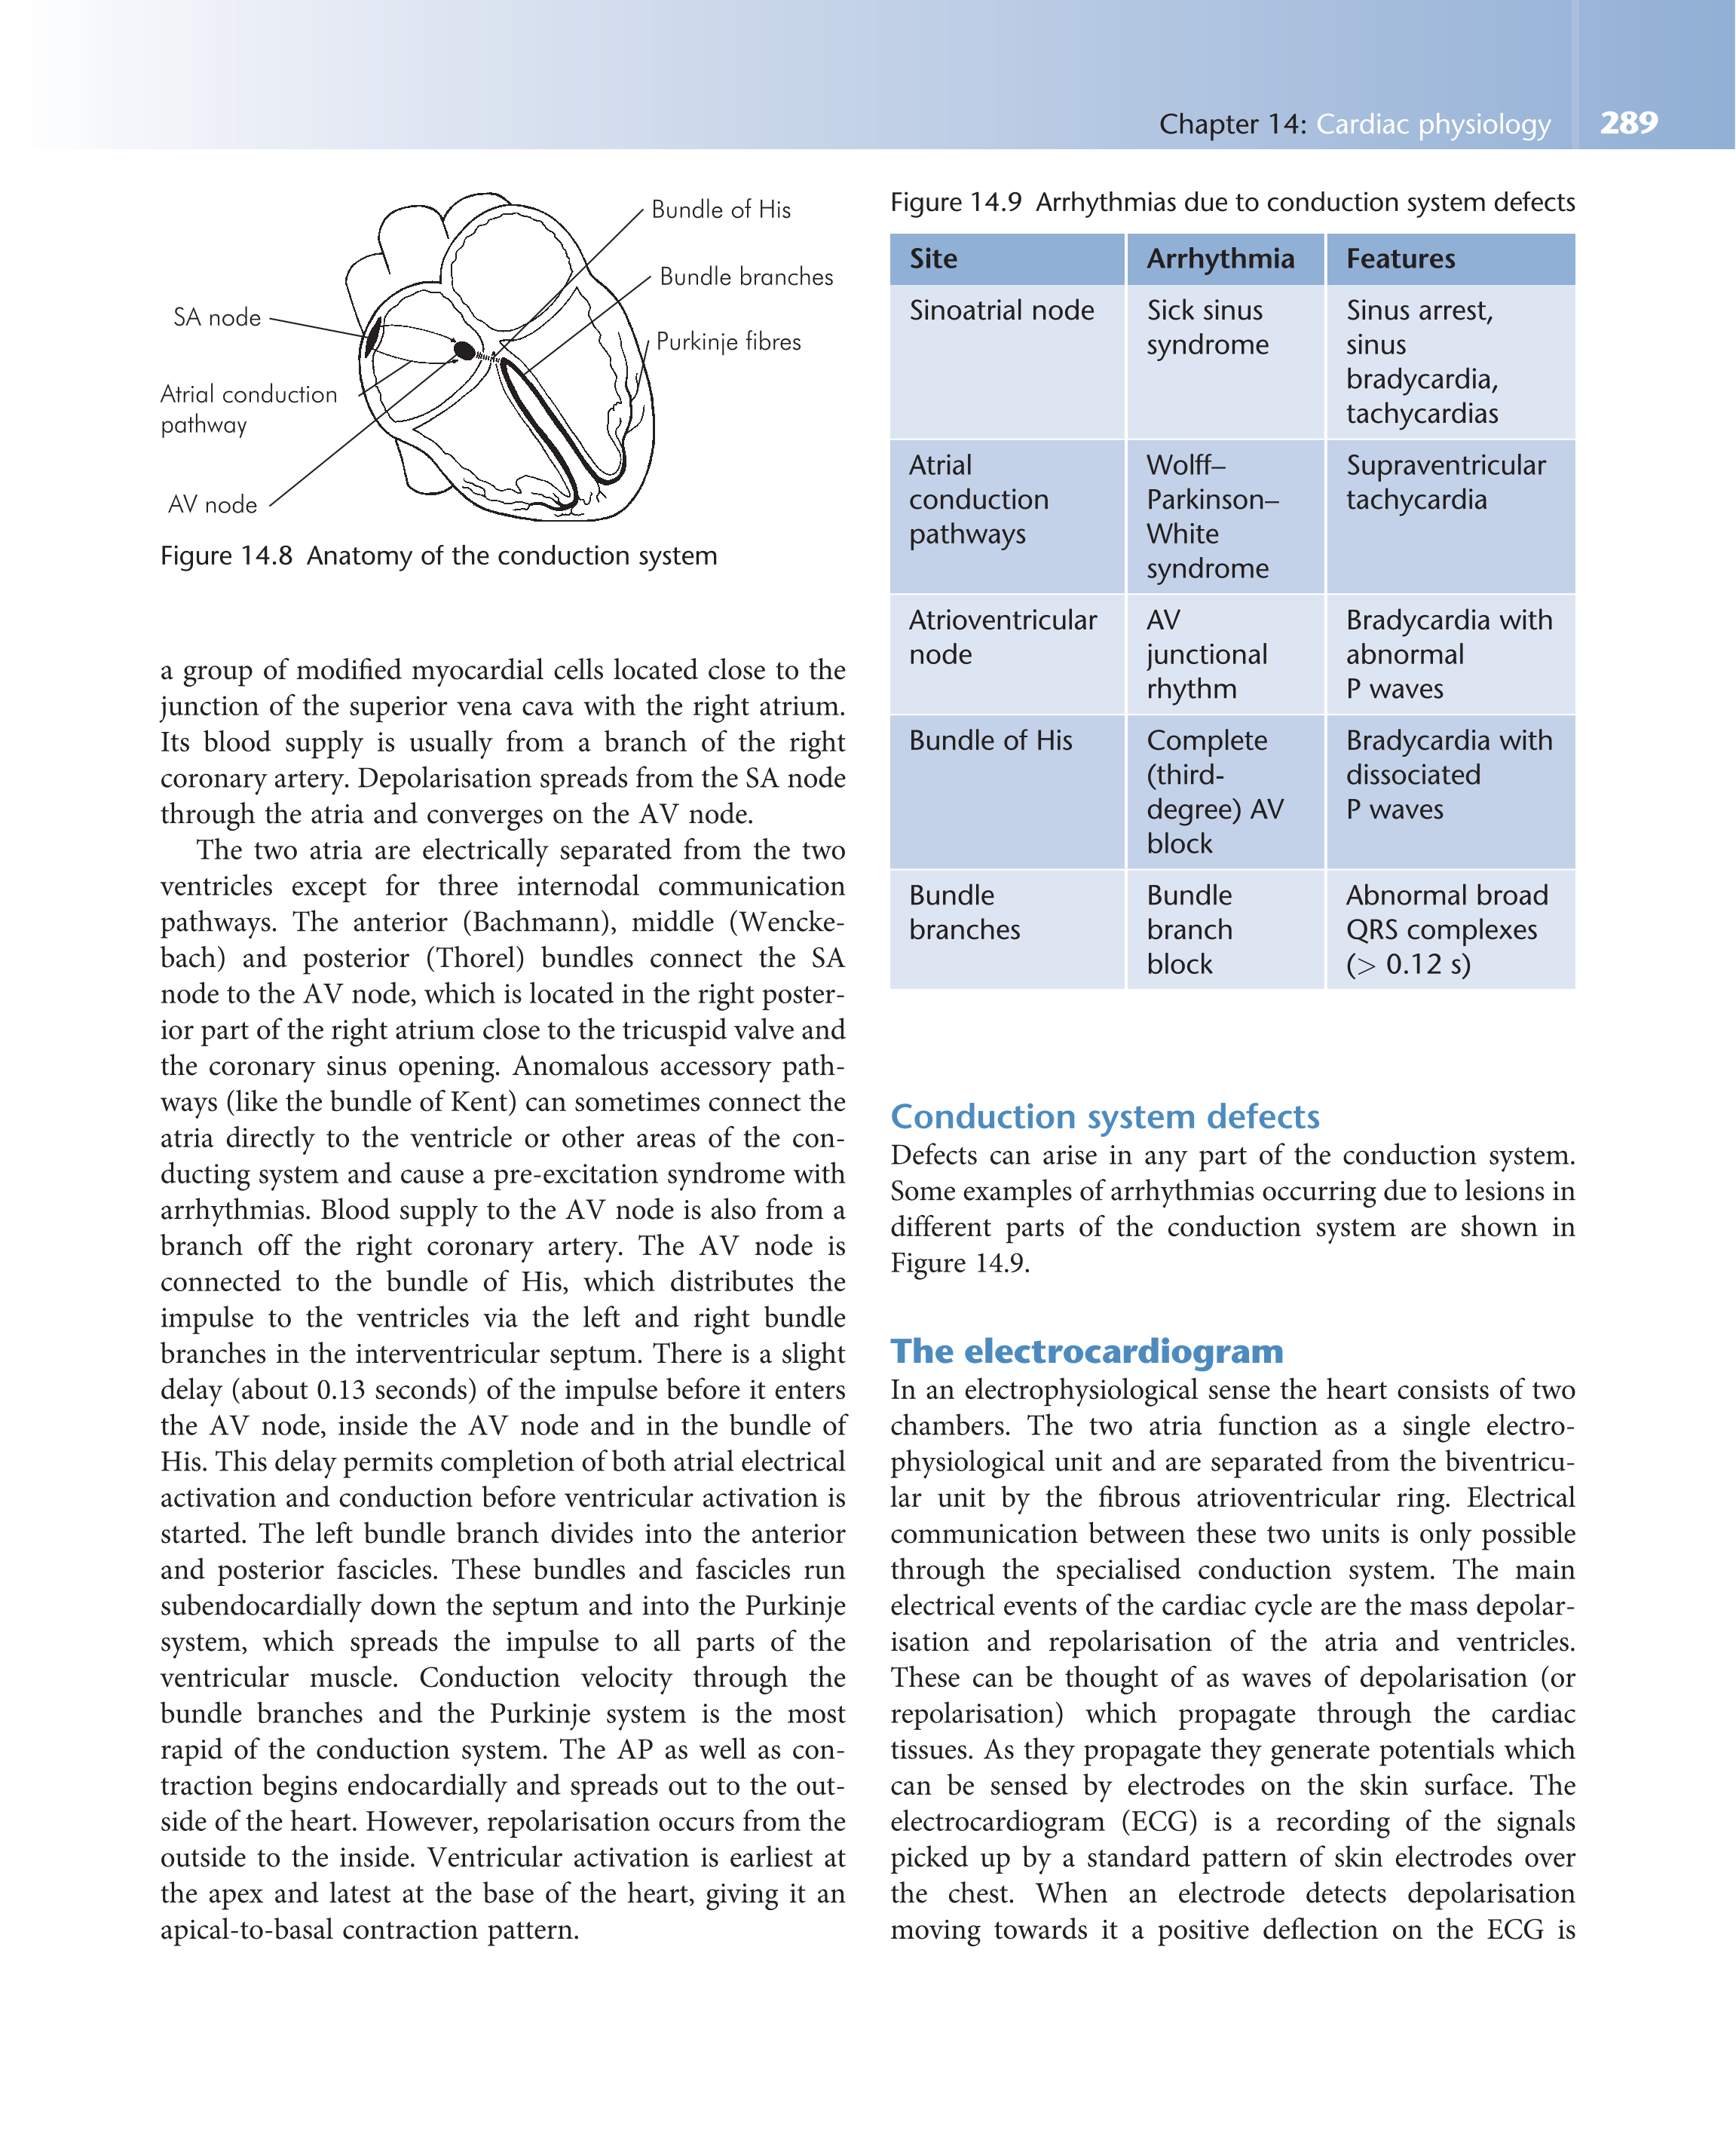 Chapter 14: Cardiac physiology 289
Bundle of His
Bundle branches
SA node
Purkinje fibres
Atrial conduction
pathway
AV node
Figure 14.8 Anatomy of the conduction system
a group of modified myocardial cells located close to the
junction of the superior vena cava with the right atrium.
Its blood supply is usually from a branch of the right
coronary artery. Depolarisation spreads from the SA node
through the atria and converges on the AV node.
The two atria are electrically separated from the two
ventricles except for three internodal communication
pathways. The anterior (Bachmann), middle (Wencke-
bach) and posterior (Thorel) bundles connect the SA
node to the AV node, which is located in the right poster-
ior part of the right atrium close to the tricuspid valve and
the coronary sinus opening. Anomalous accessory path-
ways (like the bundle of Kent) can sometimes connect the
atria directly to the ventricle or other areas of the con-
ducting system and cause a pre-excitation syndrome with
arrhythmias. Blood supply to the AV node is also from a
branch off the right coronary artery. The AV node is
connected to the bundle of His, which distributes the
impulse to the ventricles via the left and right bundle
branches in the interventricular septum. There is a slight
delay (about 0.13 seconds) of the impulse before it enters
the AV node, inside the AV node and in the bundle of
His. This delay permits completion of both atrial electrical
activation and conduction before ventricular activation is
started. The left bundle branch divides into the anterior
and posterior fascicles. These bundles and fascicles run
subendocardially down the septum and into the Purkinje
system, which spreads the impulse to all parts of the
ventricular muscle. Conduction velocity through the
bundle branches and the Purkinje system is the most
rapid of the conduction system. The AP as well as con-
traction begins endocardially and spreads out to the out-
side of the heart. However, repolarisation occurs from the
outside to the inside. Ventricular activation is earliest at
the apex and latest at the base of the heart, giving it an
apical-to-basal contraction pattern.
Figure 14.9 Arrhythmias due to conduction system defects
Site Arrhythmia Features
Sinoatrial node Sick sinus Sinus arrest,
syndrome sinus
bradycardia,
tachycardias
Atrial Wolff– Supraventricular
conduction Parkinson– tachycardia
pathways White
syndrome
Atrioventricular AV Bradycardia with
node junctional abnormal
rhythm P waves
Bundle of His Complete Bradycardia with
(third- dissociated
degree) AV P waves
block
Bundle Bundle Abnormal broad
branches branch QRS complexes
block (> 0.12 s)
Conduction system defects
Defects can arise in any part of the conduction system.
Some examples of arrhythmias occurring due to lesions in
different parts of the conduction system are shown in
Figure 14.9.
The electrocardiogram
In an electrophysiological sense the heart consists of two
chambers. The two atria function as a single electro-
physiological unit and are separated from the biventricu-
lar unit by the fibrous atrioventricular ring. Electrical
communication between these two units is only possible
through the specialised conduction system. The main
electrical events of the cardiac cycle are the mass depolar-
isation and repolarisation of the atria and ventricles.
These can be thought of as waves of depolarisation (or
repolarisation) which propagate through the cardiac
tissues. As they propagate they generate potentials which
can be sensed by electrodes on the skin surface. The
electrocardiogram (ECG) is a recording of the signals
picked up by a standard pattern of skin electrodes over
the chest. When an electrode detects depolarisation
moving towards it a positive deflection on the ECG is